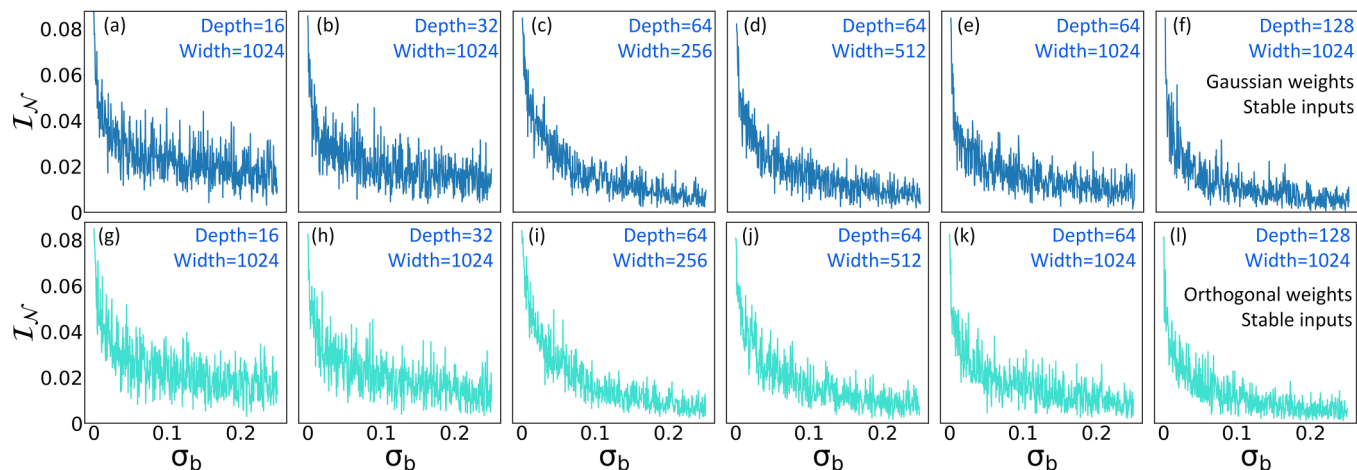 (a) Depth=16
Width=1024
(b) Depth=32
Width=1024
(c) Depth=64
Width=256
(d) Depth=64
Width=512
(e) Depth=64
Width=1024
(f) Depth=128
Width=1024
Gaussian weights
Stable inputs
0.08
0.06
0.04
0.02
0
I_N
(g) Depth=16
Width=1024
(h) Depth=32
Width=1024
(i) Depth=64
Width=256
(j) Depth=64
Width=512
(k) Depth=64
Width=1024
(l) Depth=128
Width=1024
Orthogonal weights
Stable inputs
0.08
0.06
0.04
0.02
0
I_N
0 0.1 0.2
0 0.1 0.2
0 0.1 0.2
0 0.1 0.2
0 0.1 0.2
0 0.1 0.2
σb
σb
σb
σb
σb
σb